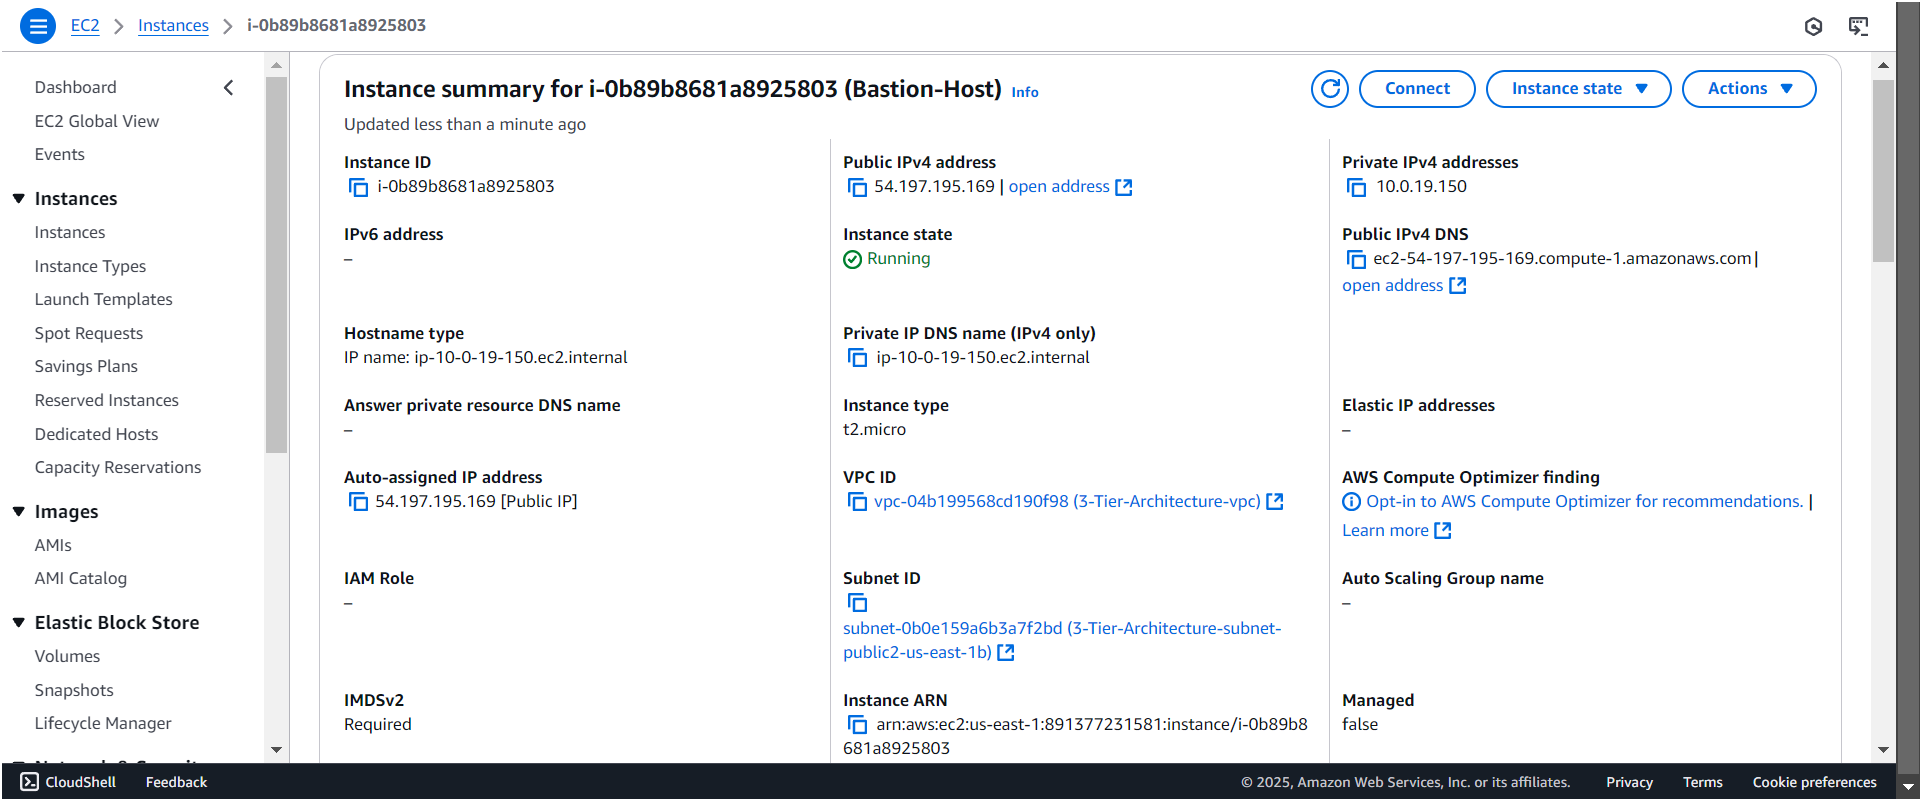 EC2 > Instances > i-0b89b8681a8925803
Dashboard
EC2 Global View
Events
Instances
Instances
Instance Types
Launch Templates
Spot Requests
Savings Plans
Reserved Instances
Dedicated Hosts
Capacity Reservations
Images
AMIs
AMI Catalog
Elastic Block Store
Volumes
Snapshots
Lifecycle Manager
Instance summary for i-0b89b8681a8925803 (Bastion-Host) Info
Connect
Instance state
Actions
Updated less than a minute ago
Instance ID
i-0b89b8681a8925803
Public IPv4 address
54.197.195.169 | open address
Private IPv4 addresses
10.0.19.150
IPv6 address
–
Instance state
Running
Public IPv4 DNS
ec2-54-197-195-169.compute-1.amazonaws.com |
open address
Hostname type
IP name: ip-10-0-19-150.ec2.internal
Private IP DNS name (IPv4 only)
ip-10-0-19-150.ec2.internal
Answer private resource DNS name
–
Instance type
t2.micro
Elastic IP addresses
–
Auto-assigned IP address
54.197.195.169 [Public IP]
VPC ID
vpc-04b199568cd190f98 (3-Tier-Architecture-vpc)
AWS Compute Optimizer finding
Opt-in to AWS Compute Optimizer for recommendations. |
Learn more
IAM Role
–
Subnet ID
subnet-0b0e159a6b3a7f2bd (3-Tier-Architecture-subnet-
public2-us-east-1b)
Auto Scaling Group name
–
IMDSv2
Required
Instance ARN
arn:aws:ec2:us-east-1:891377231581:instance/i-0b89b8
681a8925803
Managed
false
CloudShell
Feedback
© 2025, Amazon Web Services, Inc. or its affiliates.
Privacy
Terms
Cookie preferences